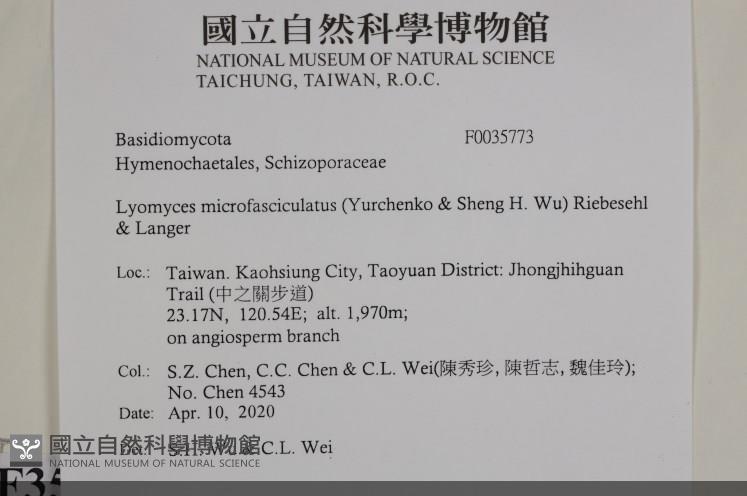 國立自然科學博物館
NATIONAL MUSEUM OF NATURAL SCIENCE
TAICHUNG, TAIWAN, R.O.C.
Basidiomycota F0035773
Hymenochaetales, Schizoporaceae
Lyomyces microfasciculatus (Yurchenko & Sheng H. Wu) Riebesehl
& Langer
Loc.: Taiwan. Kaohsiung City, Taoyuan District: Jhongjhihguan
Trail (中之關步道)
23.17N, 120.54E; alt. 1,970m;
on angiosperm branch
Col.: S.Z. Chen, C.C. Chen & C.L. Wei(陳秀珍, 陳哲志, 魏佳玲);
No. Chen 4543
Date: Apr. 10, 2020
& C.L. Wei
國立自然科學博物館
NATIONAL MUSEUM OF NATURAL SCIENCE